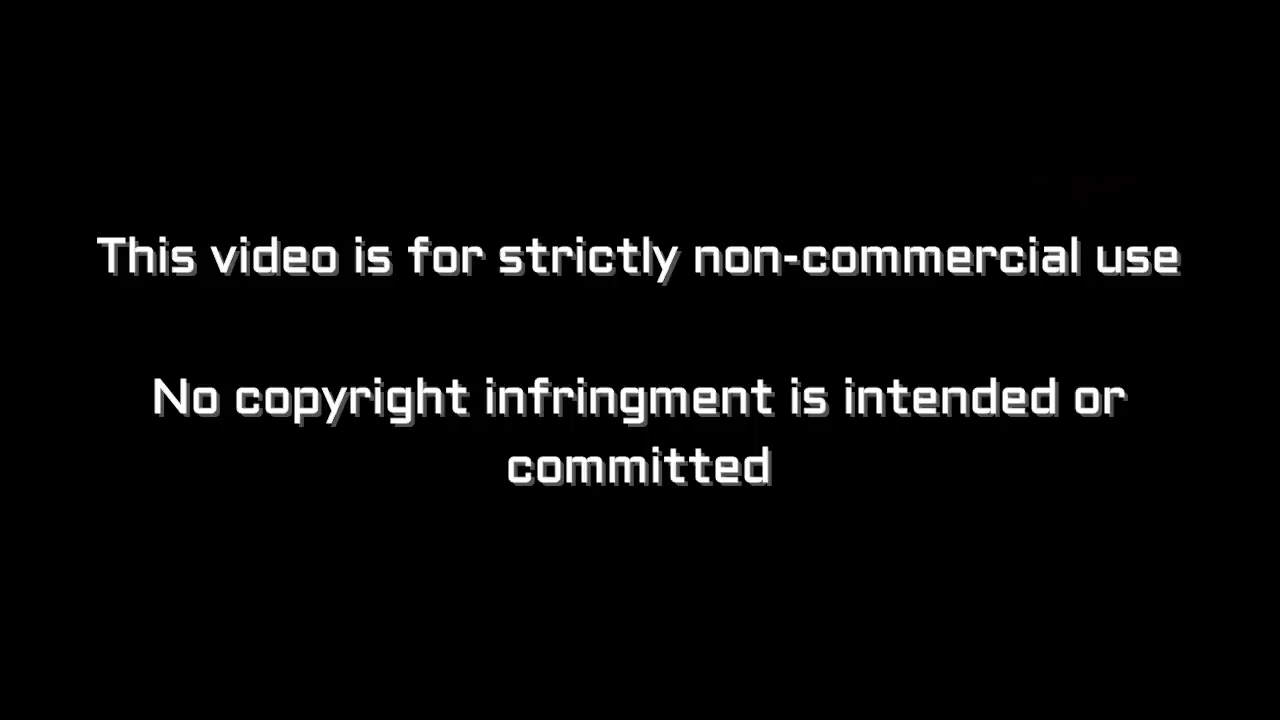 This video is for strictly non-commercial use
No copyright infringment is intended or
committed